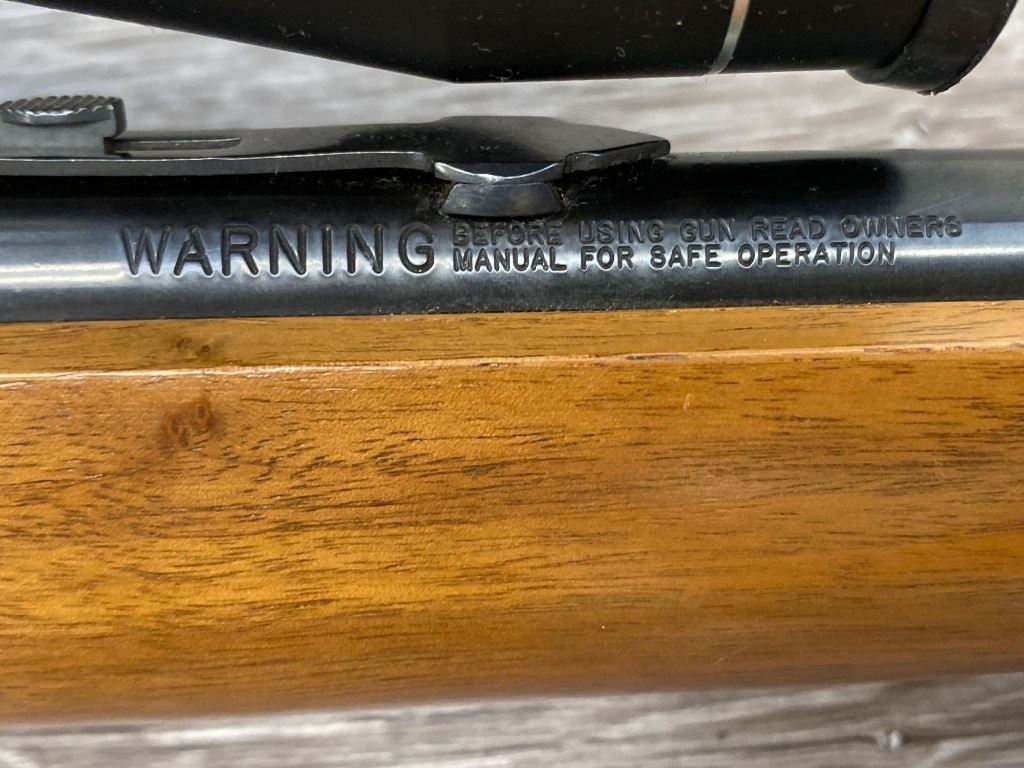 WARNING BEFORE USING GUN READ OWNERS
MANUAL FOR SAFE OPERATION